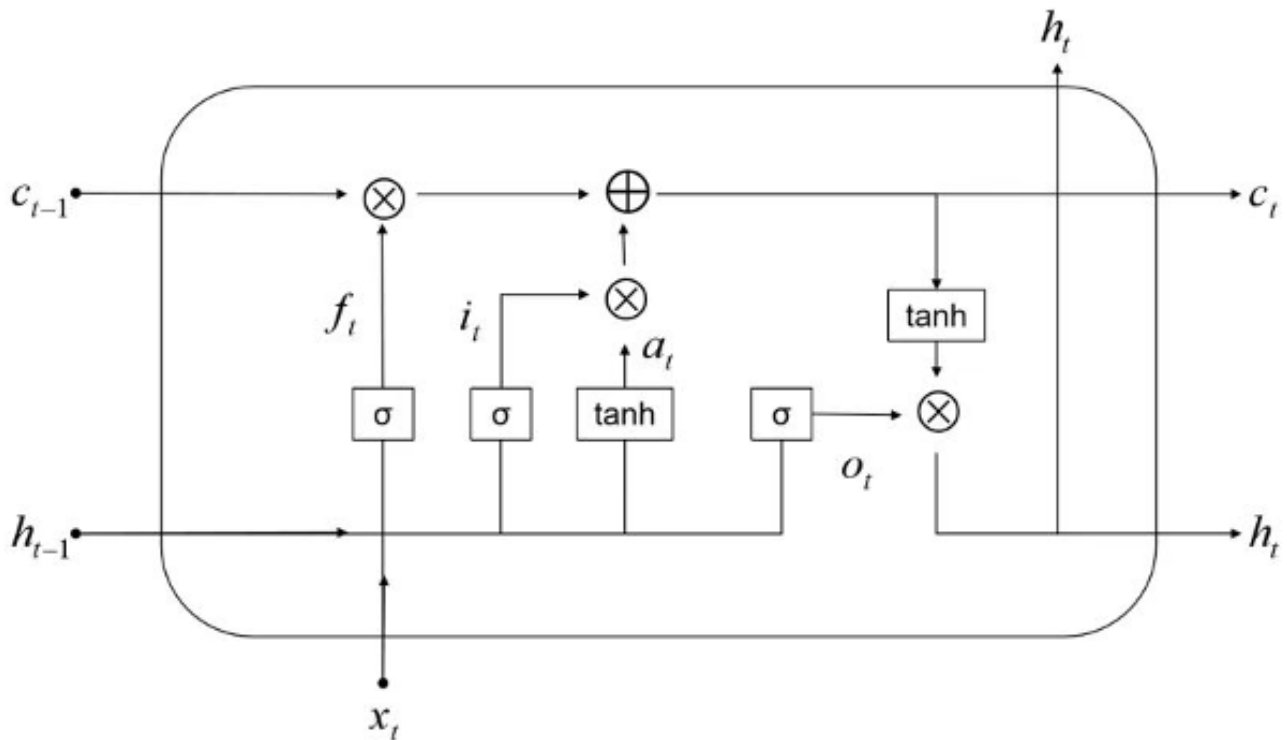 h_t
c_{t-1}
c_t
f_t
i_t
a_t
tanh
σ
σ
tanh
σ
o_t
h_{t-1}
h_t
x_t